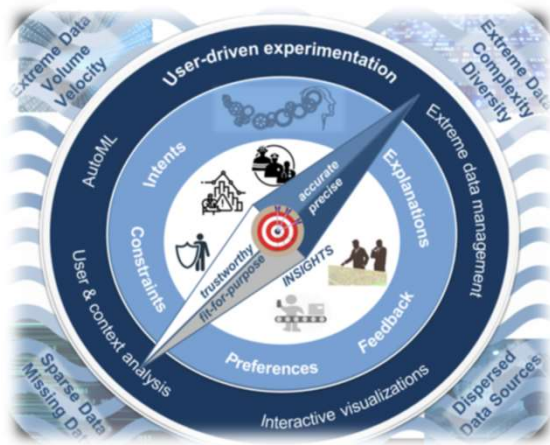 Extreme Data
Volume
Velocity
Extreme Data
Complexity
Diversity
User-driven experimentation
AutoML
Extreme data management
User & context analysis
Interactive visualizations
Intents
Explanations
Constraints
Feedback
Preferences
accurate
precise
trustworthy
fit-for-purpose
INSIGHTS
Sparse Data
Missing Dat
Dispersed
Data Sources